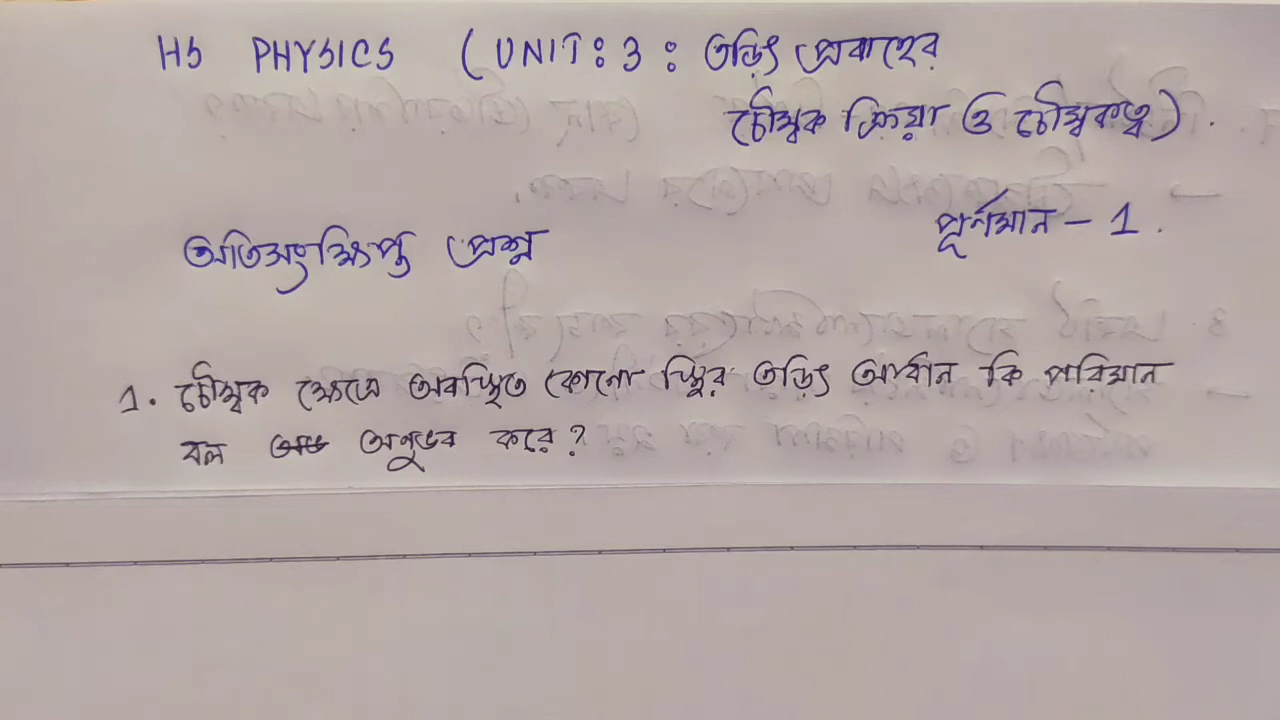 HS PHYSICS (UNIT: 3 : তড়িৎ প্রবাহের
চৌম্বক ক্রিয়া ও চৌম্বকত্ব).
অতিসংক্ষিপ্ত প্রশ্ন
পূর্ণমান - 1.
1. চৌম্বক ক্ষেত্রে অবস্থিত কোনো স্থির তড়িৎ আধান কি পরিমান
বল অনুভব করে?